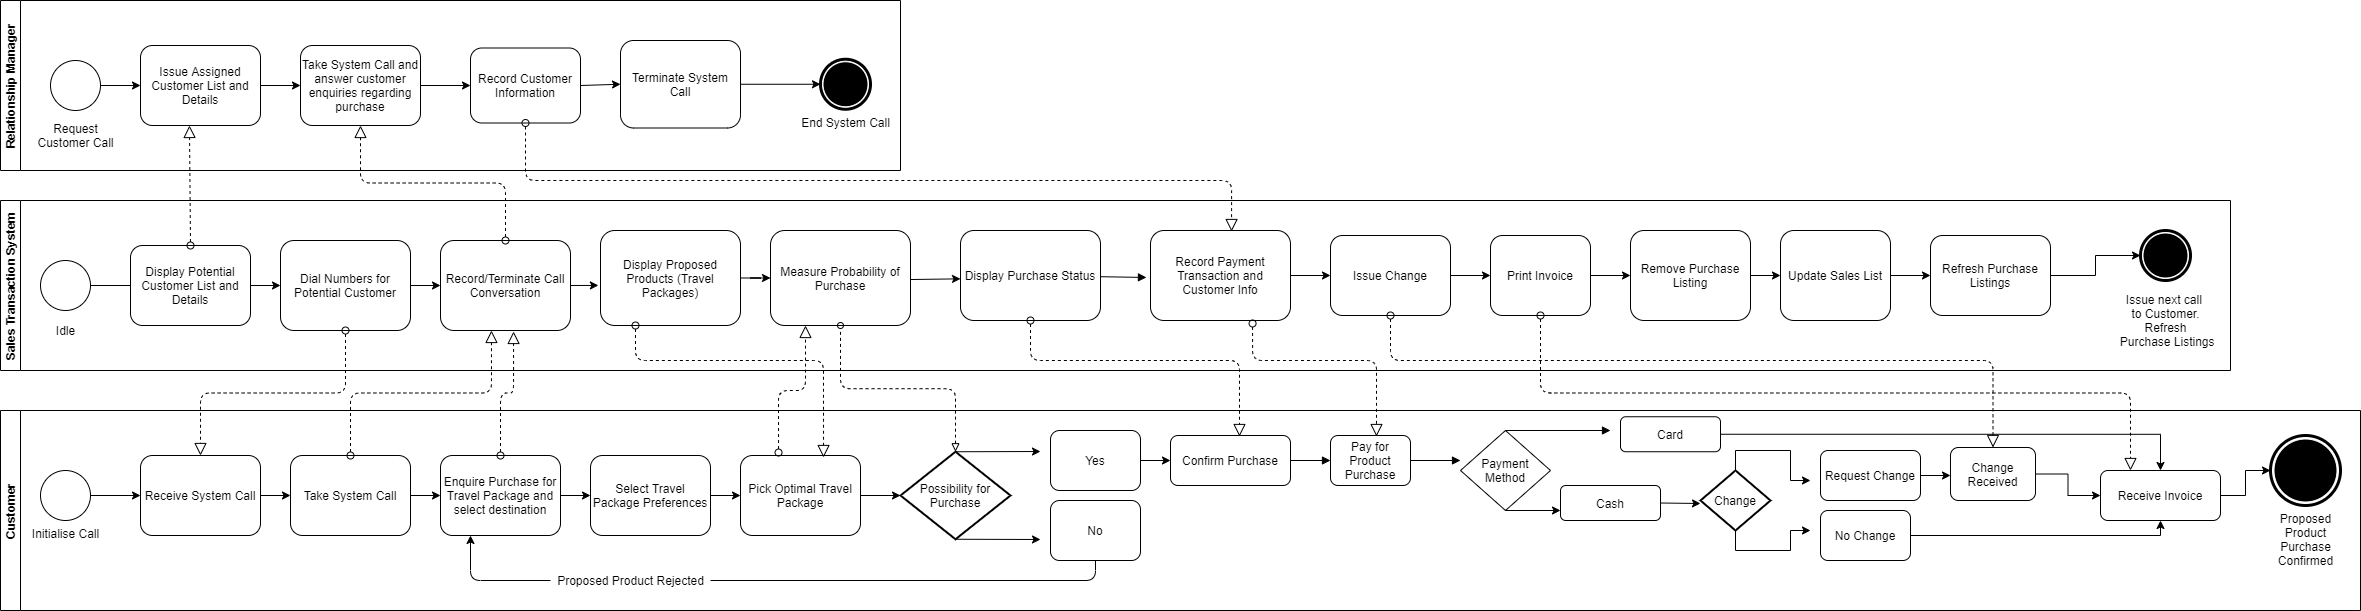 Relationship Manager
Request
Customer Call
Issue Assigned
Customer List and
Details
Take System Call and
answer customer
enquiries regarding
purchase
Record Customer
Information
Terminate System
Call
End System Call
Sales Transaction System
Idle
Display Potential
Customer List and
Details
Dial Numbers for
Potential Customer
Record/Terminate Call
Conversation
Display Proposed
Products (Travel
Packages)
Measure Probability of
Purchase
Display Purchase Status
Record Payment
Transaction and
Customer Info
Issue Change
Print Invoice
Remove Purchase
Listing
Update Sales List
Refresh Purchase
Listings
Issue next call
to Customer.
Refresh
Purchase Listings
Customer
Initialise Call
Receive System Call
Take System Call
Enquire Purchase for
Travel Package and
select destination
Select Travel
Package Preferences
Pick Optimal Travel
Package
Possibility for
Purchase
Yes
No
Proposed Product Rejected
Confirm Purchase
Pay for
Product
Purchase
Payment
Method
Card
Cash
Change
Request Change
No Change
Change
Received
Receive Invoice
Proposed
Product
Purchase
Confirmed